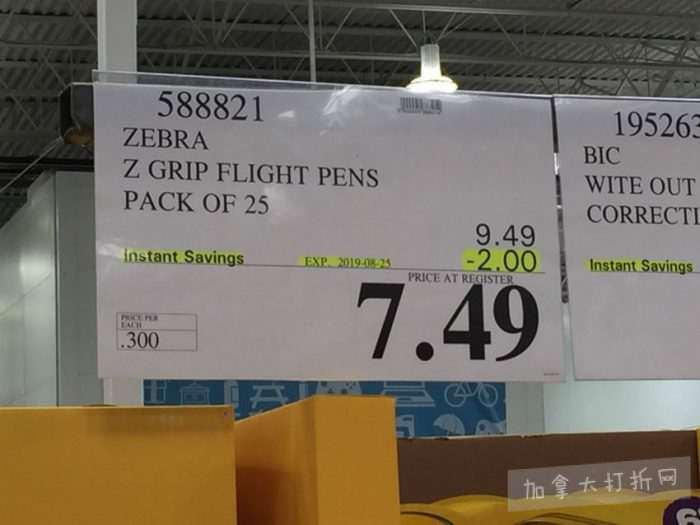 588821
ZEBRA
Z GRIP FLIGHT PENS
PACK OF 25
9.49
Instant Savings EXP. 2019-08-25 -2.00
PRICE AT REGISTER
7.49
PRICE PER
EACH
.300
195263
BIC
WITE OUT
CORRECTI
Instant Savings
加拿大打折网